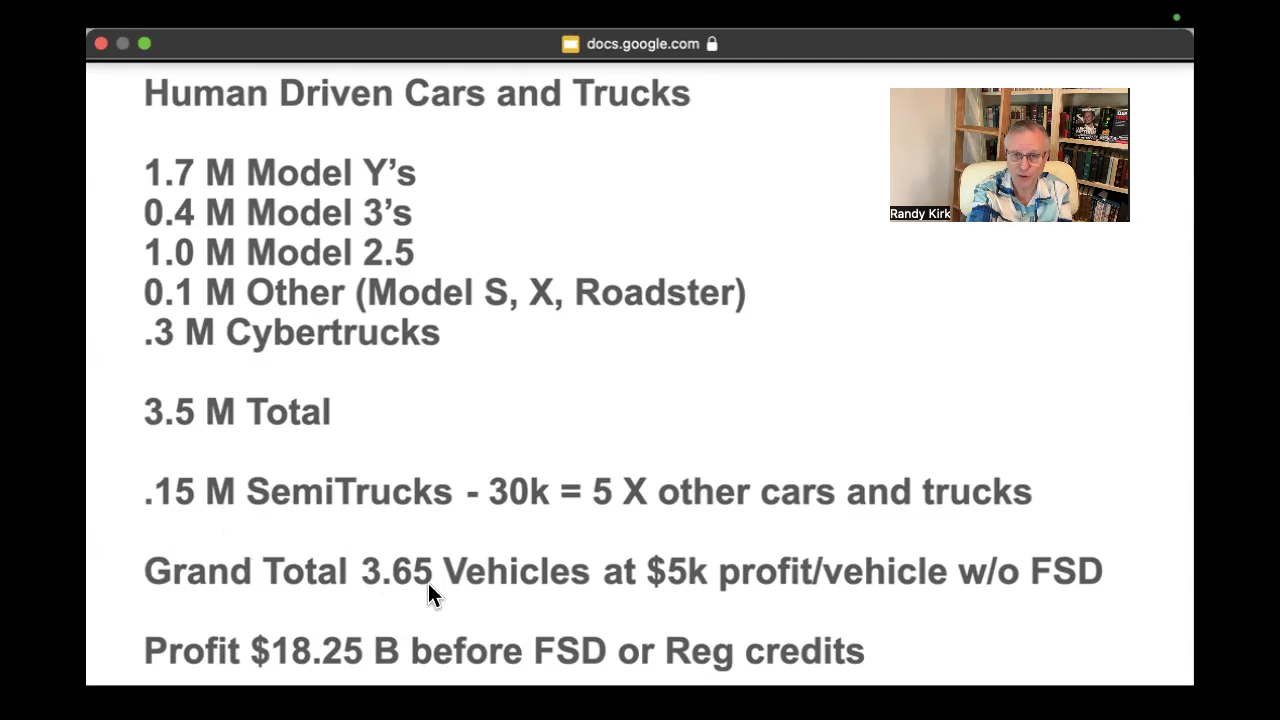 docs.google.com
Human Driven Cars and Trucks
1.7 M Model Y’s
0.4 M Model 3’s
1.0 M Model 2.5
0.1 M Other (Model S, X, Roadster)
.3 M Cybertrucks
3.5 M Total
.15 M SemiTrucks - 30k = 5 X other cars and trucks
Grand Total 3.65 Vehicles at $5k profit/vehicle w/o FSD
Profit $18.25 B before FSD or Reg credits
Randy Kirk